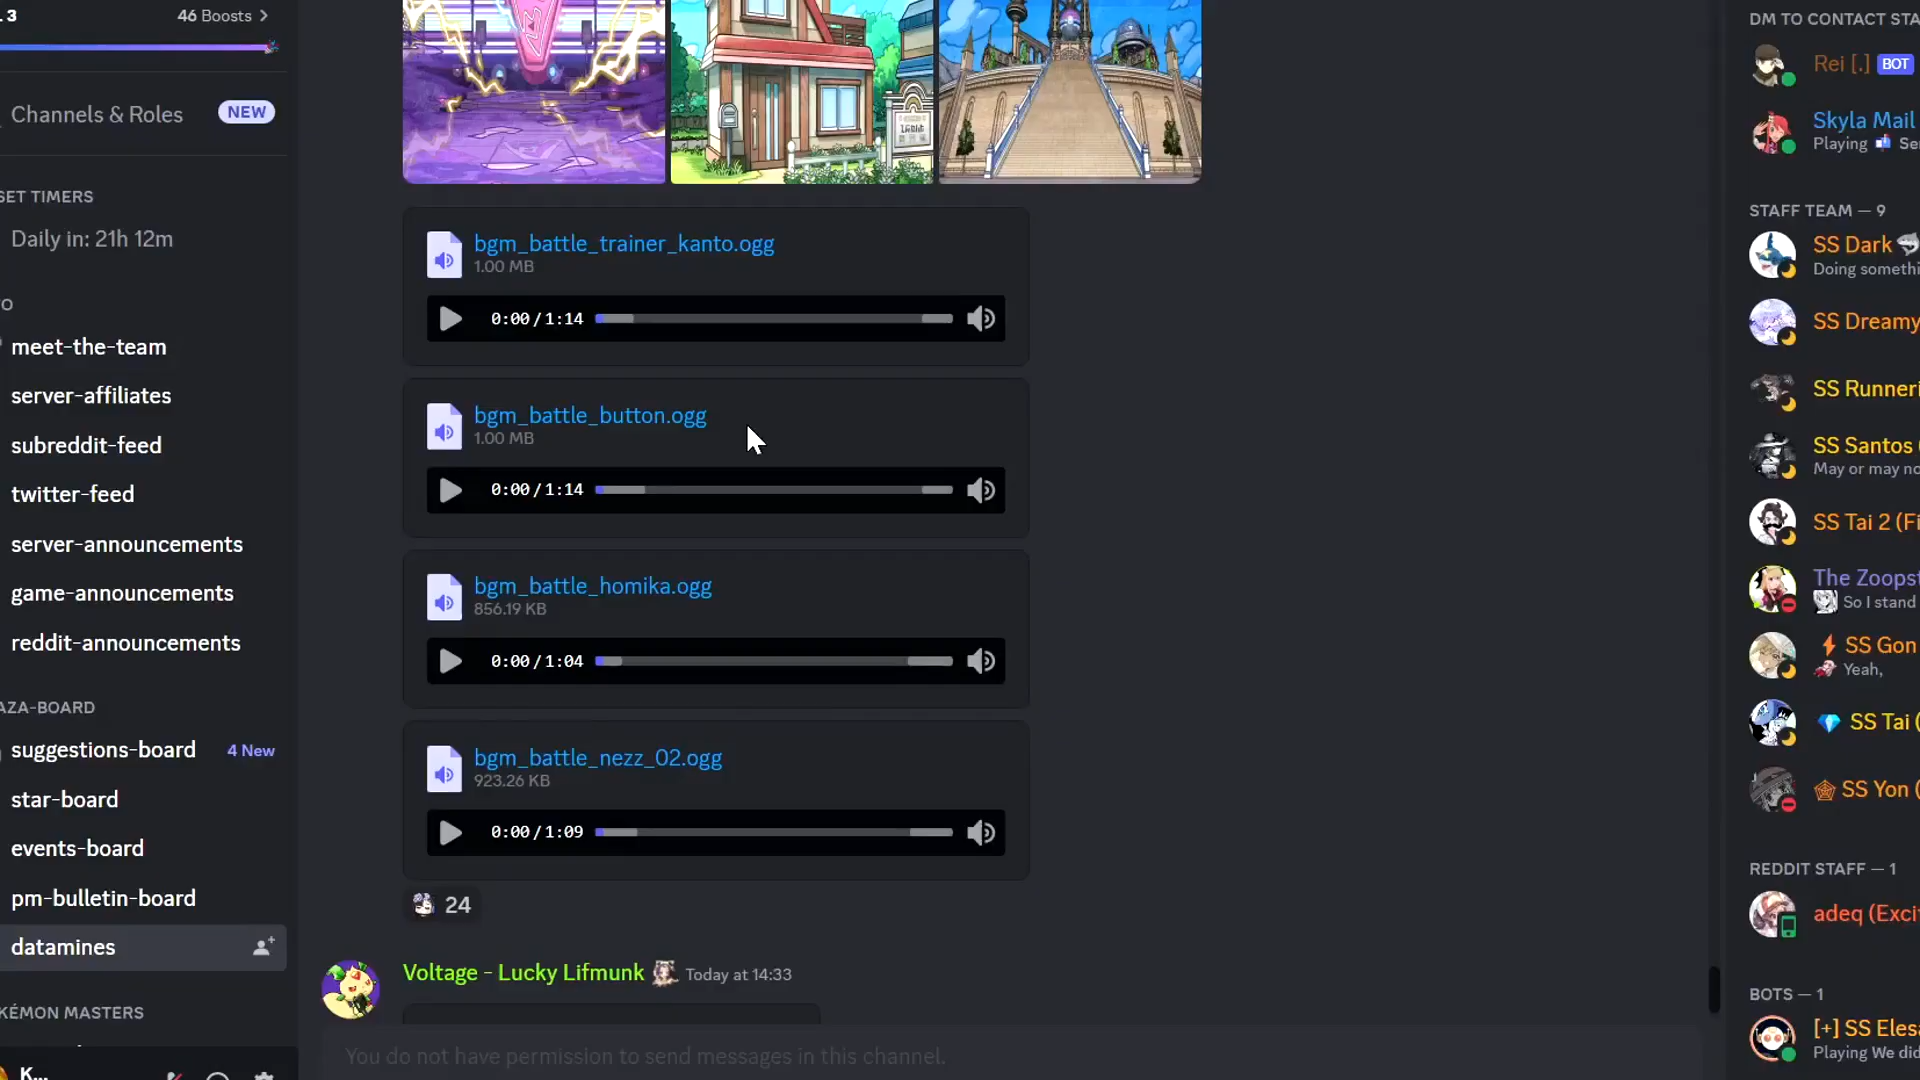 . 3
46 Boosts
Channels & Roles
NEW
SET TIMERS
Daily in: 21h 12m
O
meet-the-team
server-affiliates
subreddit-feed
twitter-feed
server-announcements
game-announcements
reddit-announcements
AZA-BOARD
suggestions-board
4 New
star-board
events-board
pm-bulletin-board
datamines
KÉMON MASTERS
K...
bgm_battle_trainer_kanto.ogg
1.00 MB
0:00 / 1:14
bgm_battle_button.ogg
1.00 MB
0:00 / 1:14
bgm_battle_homika.ogg
856.19 KB
0:00 / 1:04
bgm_battle_nezz_02.ogg
923.26 KB
0:00 / 1:09
24
Voltage - Lucky Lifmunk
Today at 14:33
You do not have permission to send messages in this channel.
DM TO CONTACT STA
Rei [.] BOT
Skyla Mail
Playing Se
STAFF TEAM — 9
SS Dark
Doing somethi
SS Dreamy
SS Runneri
SS Santos (
May or may no
SS Tai 2 (Fi
The Zoopst
So I stand
SS Gon
Yeah,
SS Tai (
SS Yon (
REDDIT STAFF — 1
adeq (Exci
BOTS — 1
[+] SS Eles
Playing We did